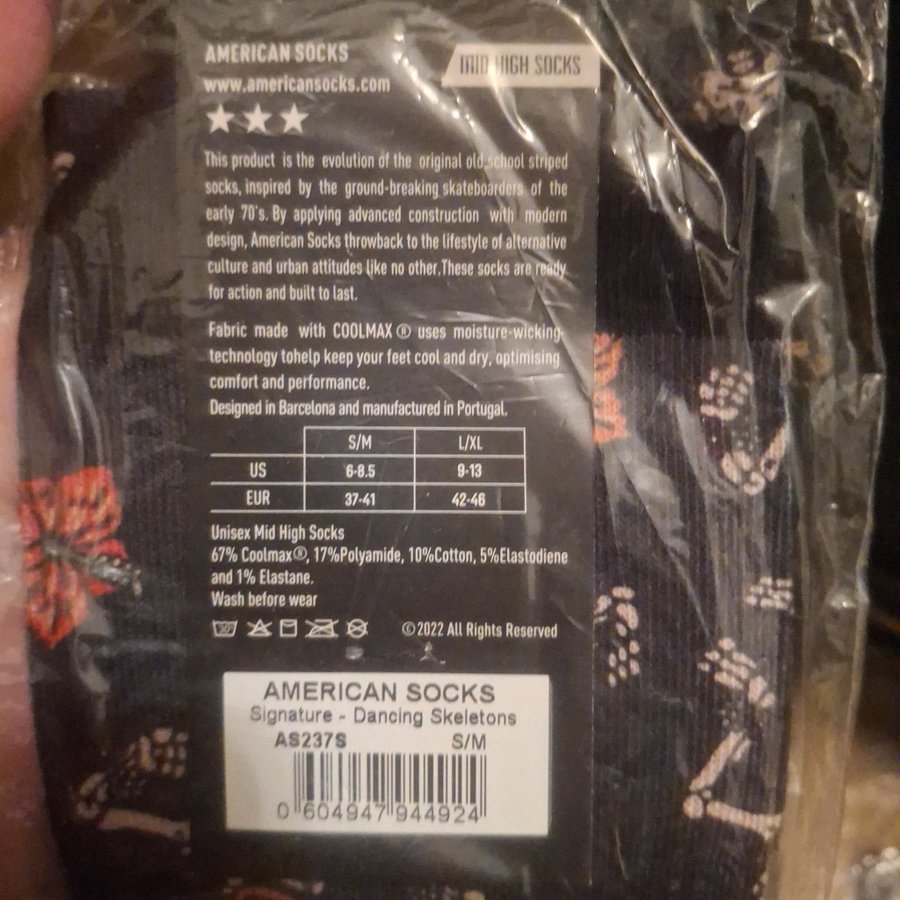 AMERICAN SOCKS
MID HIGH SOCKS
www.americansocks.com
This product is the evolution of the original old school striped
socks, inspired by the ground-breaking skateboarders of the
early 70's. By applying advanced construction with modern
design, American Socks throwback to the lifestyle of alternative
culture and urban attitudes like no other.These socks are ready
for action and built to last.
Fabric made with COOLMAX ® uses moisture-wicking
technology tohelp keep your feet cool and dry, optimising
comfort and performance.
Designed in Barcelona and manufactured in Portugal.
S/M L/XL
US 6-8.5 9-13
EUR 37-41 42-46
Unisex Mid High Socks
67% Coolmax®, 17%Polyamide, 10%Cotton, 5%Elastodiene
and 1% Elastane.
Wash before wear
©2022 All Rights Reserved
AMERICAN SOCKS
Signature - Dancing Skeletons
AS237S S/M
0 604947 944924